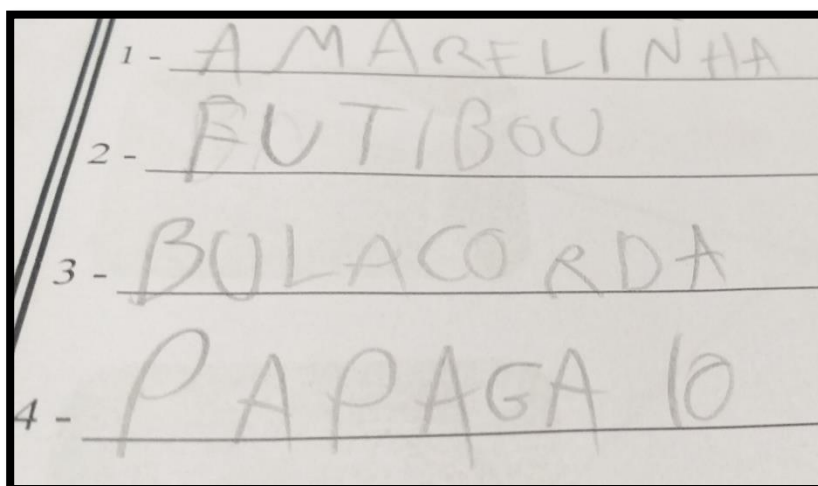 1 - AMARELINHA
2 - FUTIBOU
3 - BULACORDA
4 - PAPAGAIO